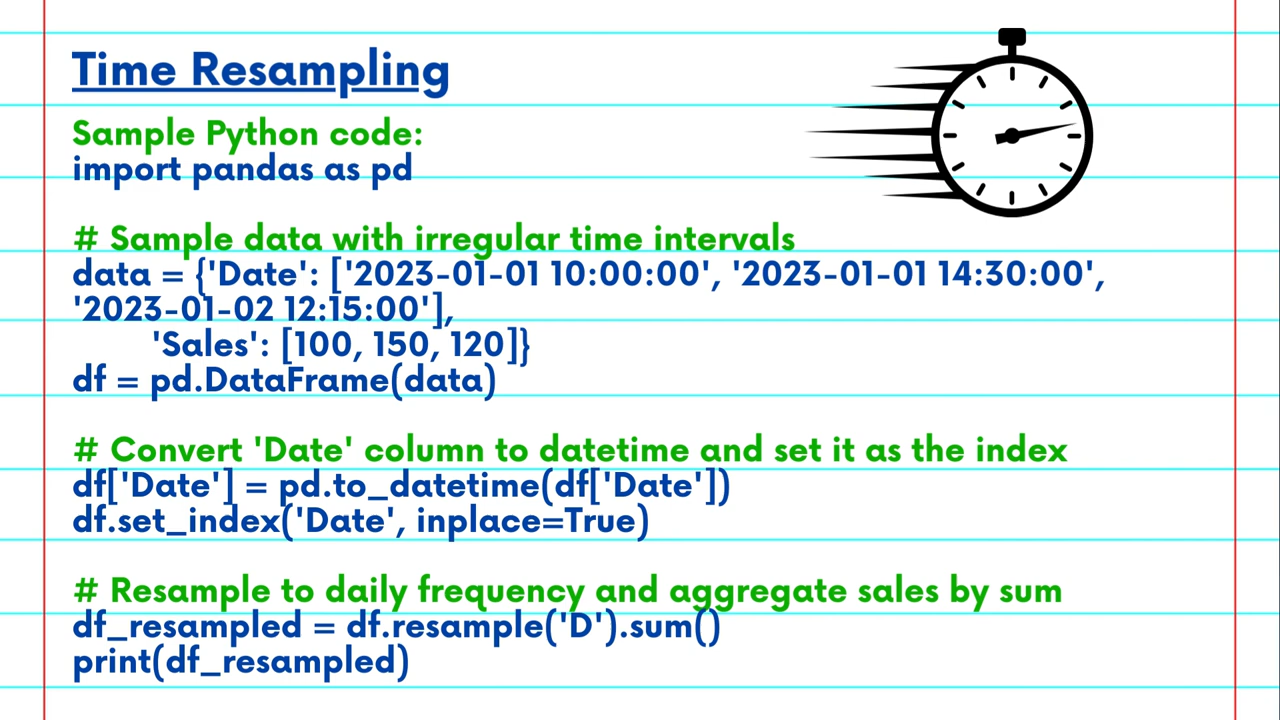 Time Resampling
Sample Python code:
import pandas as pd
# Sample data with irregular time intervals
data = {'Date': ['2023-01-01 10:00:00', '2023-01-01 14:30:00',
'2023-01-02 12:15:00'],
'Sales': [100, 150, 120]}
df = pd.DataFrame(data)
# Convert 'Date' column to datetime and set it as the index
df['Date'] = pd.to_datetime(df['Date'])
df.set_index('Date', inplace=True)
# Resample to daily frequency and aggregate sales by sum
df_resampled = df.resample('D').sum()
print(df_resampled)